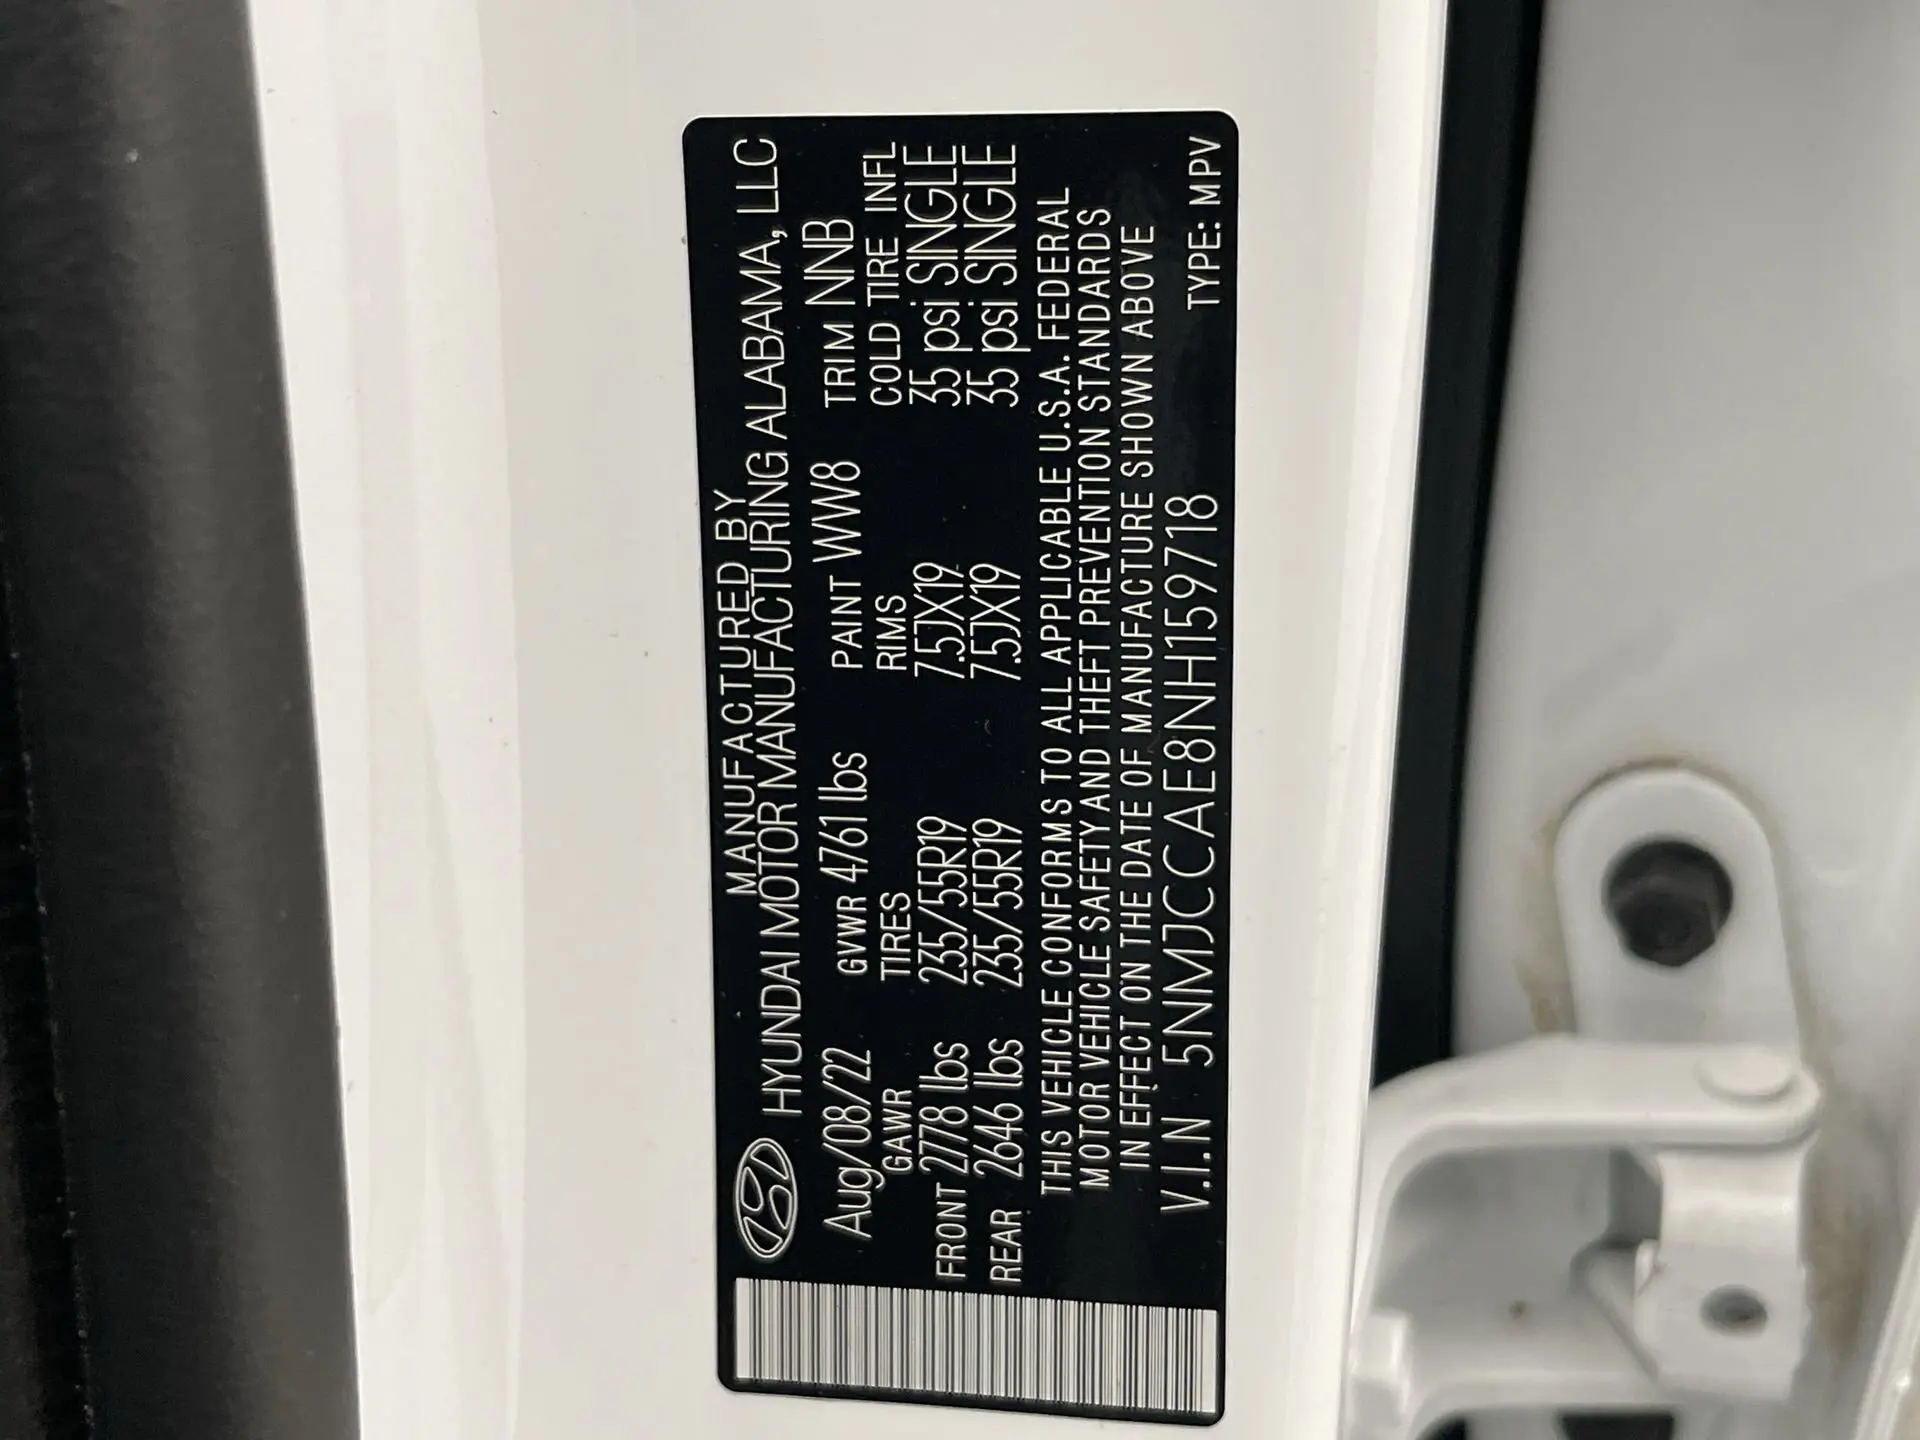 MANUFACTURED BY
HYUNDAI MOTOR MANUFACTURING ALABAMA, LLC
Aug/08/22 GVWR 4761 lbs PAINT WW8 TRIM NNB
GAWR TIRES RIMS COLD TIRE INFL
FRONT 2778 lbs 235/55R19 7.5JX19 35 psi SINGLE
REAR 2646 lbs 235/55R19 7.5JX19 35 psi SINGLE
THIS VEHICLE CONFORMS TO ALL APPLICABLE U.S.A. FEDERAL
MOTOR VEHICLE SAFETY AND THEFT PREVENTION STANDARDS
IN EFFECT ON THE DATE OF MANUFACTURE SHOWN ABOVE
V.I.N 5NMJCCAE8NH159718 TYPE: MPV